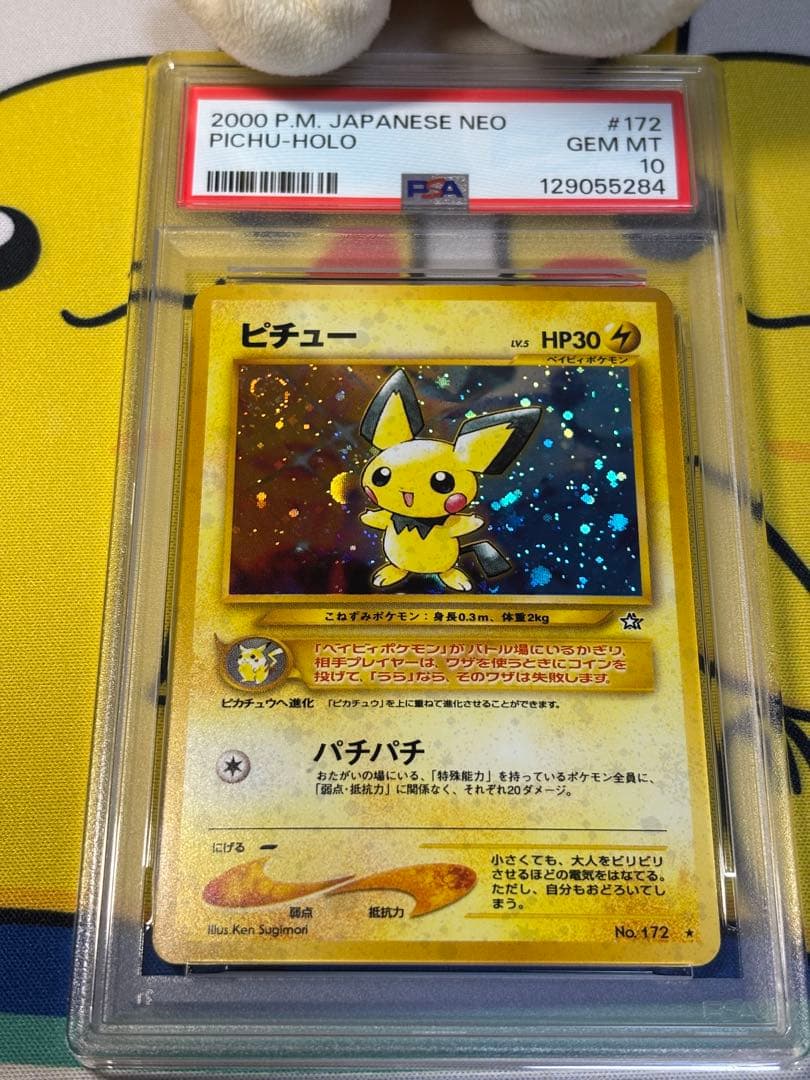 2000 P.M. JAPANESE NEO #172
PICHU-HOLO GEM MT
10
PSA 129055284
ピチュー LV.5 HP30
ベイビィポケモン
こねずみポケモン：身長0.3m、体重2kg
「ベイビィポケモン」がバトル場にいるかぎり、
相手プレイヤーは、ワザを使うときにコインを
投げて、「うら」なら、そのワザは失敗します。
ピカチュウへ進化 「ピカチュウ」を上に重ねて進化させることができます。
パチパチ
おたがいの場にいる、「特殊能力」を持っているポケモン全員に、
「弱点・抵抗力」に関係なく、それぞれ20ダメージ。
にげる
弱点 抵抗力
小さくても、大人をビリビリ
させるほどの電気をはなてる。
ただし、自分もおどろいてし
まう。
Illus. Ken Sugimori No. 172 ★